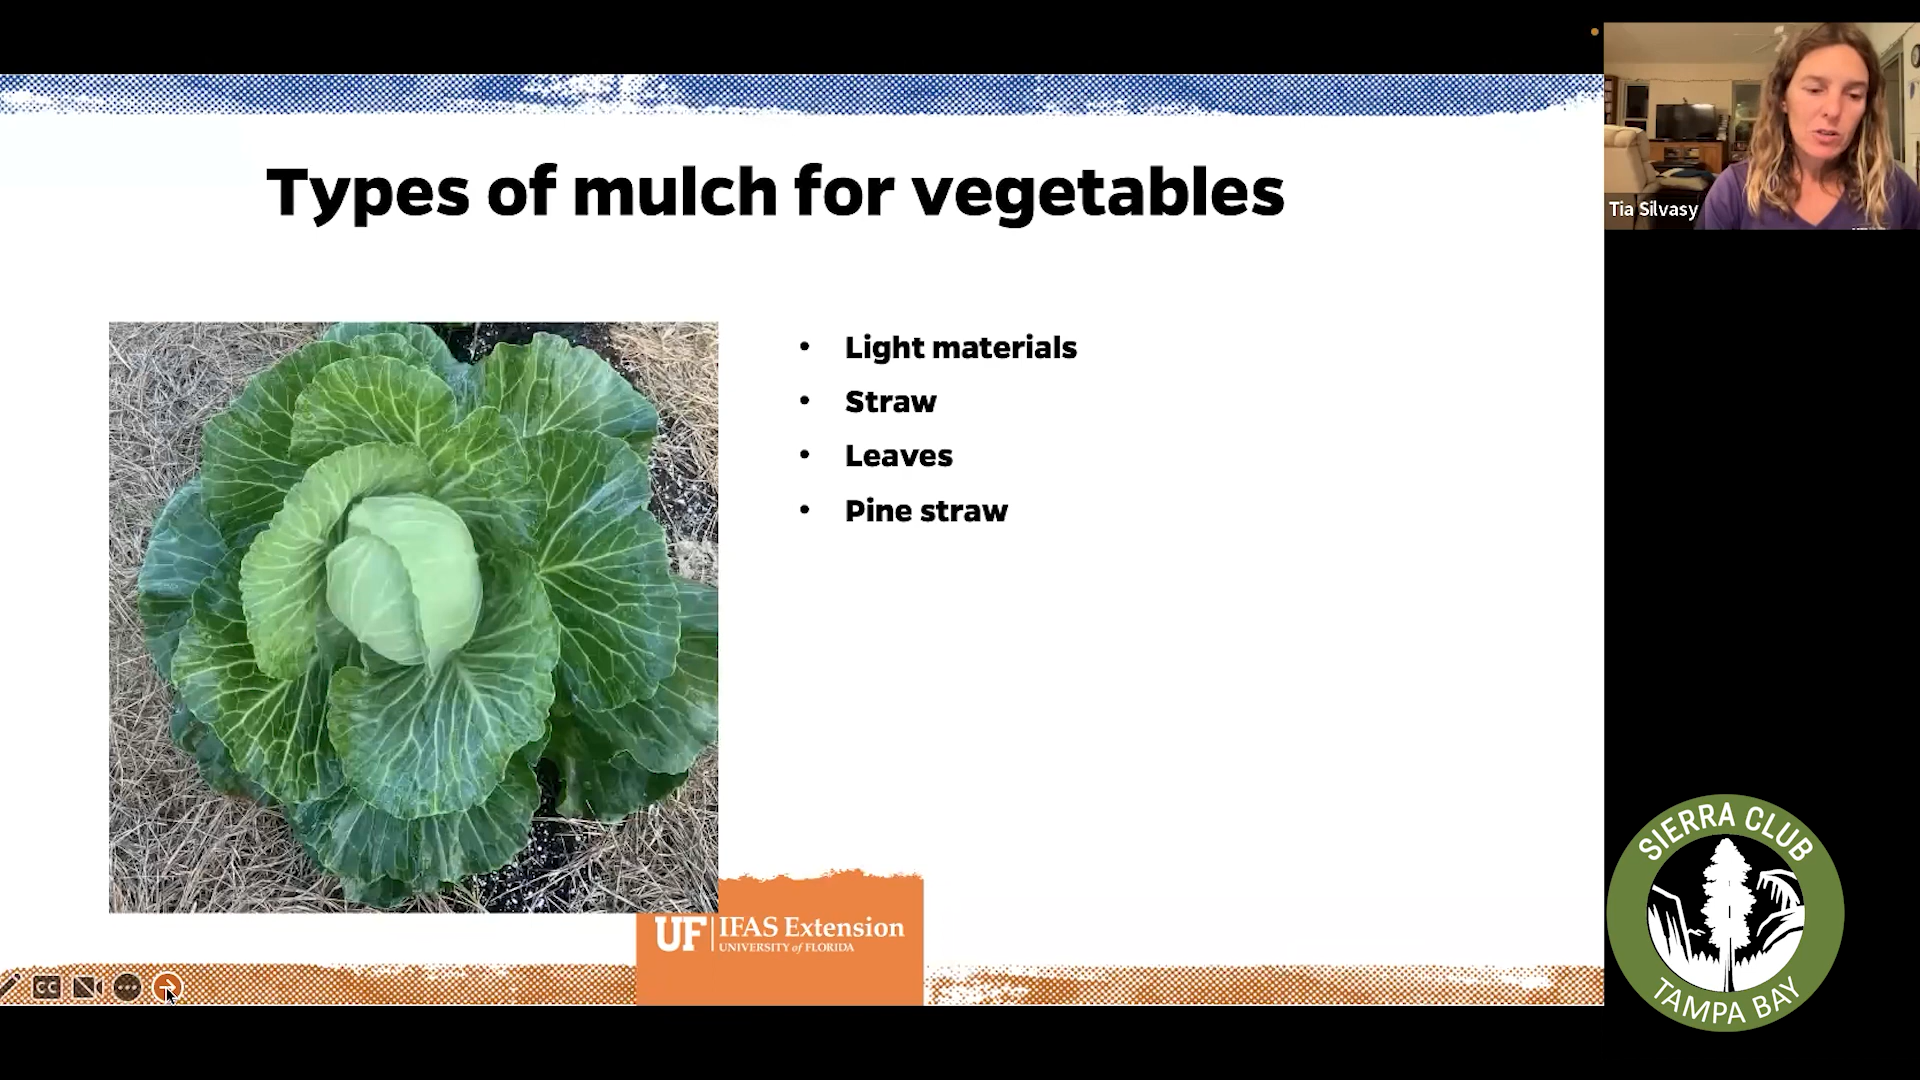 Types of mulch for vegetables
Tia Silvasy
• Light materials
• Straw
• Leaves
• Pine straw
UF | IFAS Extension
UNIVERSITY of FLORIDA
CC
SIERRA CLUB
TAMPA BAY